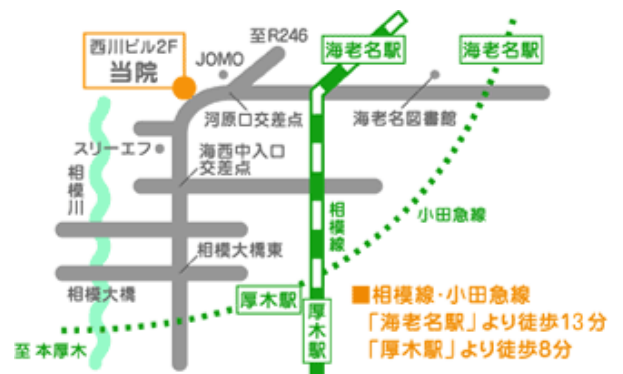 西川ビル2F
当院
JOMO
至R246
海老名駅
海老名駅
河原口交差点
海老名図書館
スリーエフ
海西中入口
交差点
相模川
相模線
小田急線
相模大橋東
相模大橋
厚木駅
厚木駅
至 本厚木
■相模線・小田急線
「海老名駅」より徒歩13分
「厚木駅」より徒歩8分